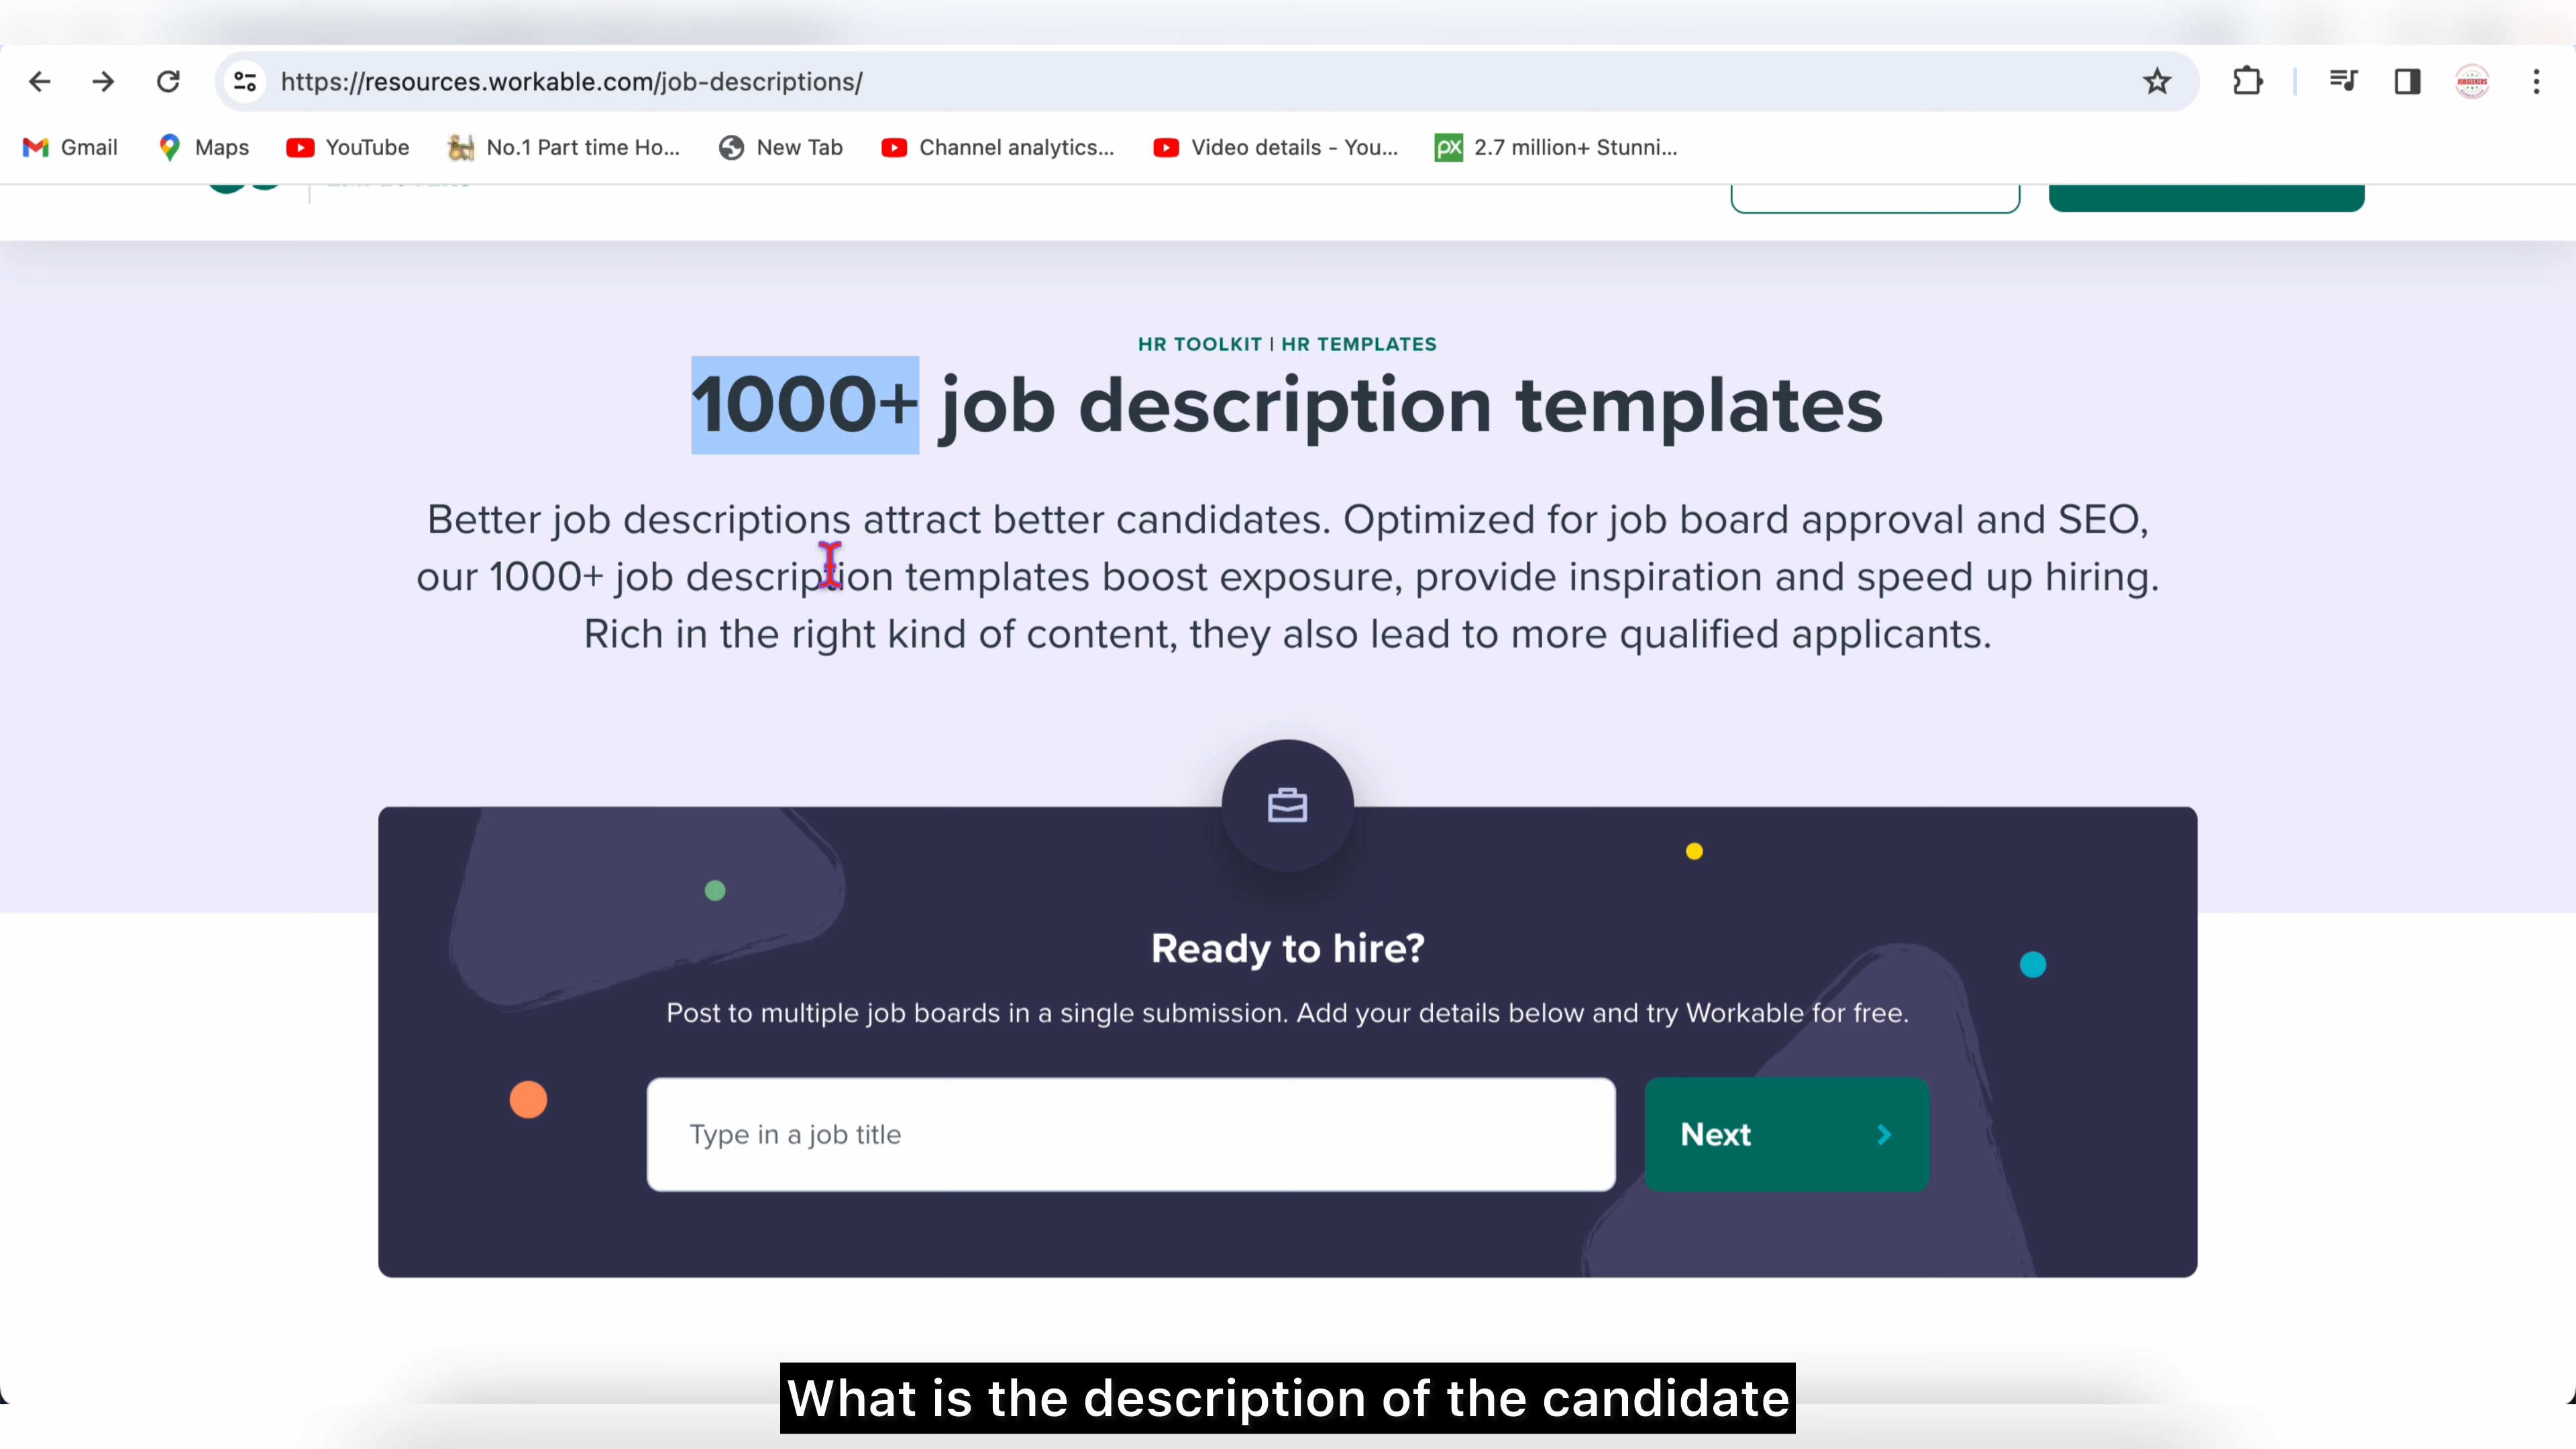 https://resources.workable.com/job-descriptions/
Gmail
Maps
YouTube
No.1 Part time Ho...
New Tab
Channel analytics...
Video details - You...
px
2.7 million+ Stunni...
HR TOOLKIT | HR TEMPLATES
1000+ job description templates
Better job descriptions attract better candidates. Optimized for job board approval and SEO,
our 1000+ job description templates boost exposure, provide inspiration and speed up hiring.
Rich in the right kind of content, they also lead to more qualified applicants.
Ready to hire?
Post to multiple job boards in a single submission. Add your details below and try Workable for free.
Type in a job title
Next
What is the description of the candidate